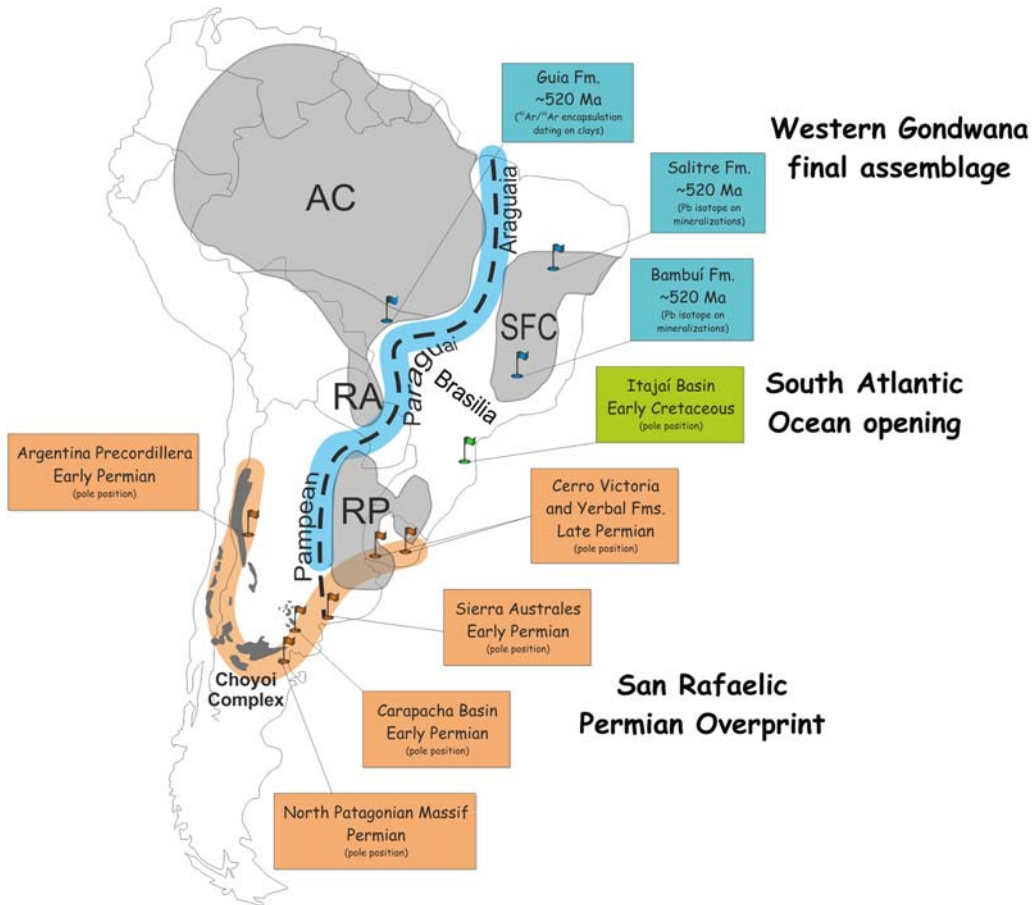 Guia Fm.
~520 Ma
(⁴⁰Ar/³⁹Ar encapsulation
dating on clays)
Western Gondwana
final assemblage
Salitre Fm.
~520 Ma
(Pb isotope on
mineralizations)
Bambuí Fm.
~520 Ma
(Pb isotope on
mineralizations)
AC
Araguaia
SFC
Paraguai
Brasilia
RA
South Atlantic
Ocean opening
Itajaí Basin
Early Cretaceous
(pole position)
Argentina Precordillera
Early Permian
(pole position)
Pampean
RP
Cerro Victoria
and Yerbal Fms.
Late Permian
(pole position)
Sierra Australes
Early Permian
(pole position)
Choyoi
Complex
San Rafaelic
Permian Overprint
Carapacha Basin
Early Permian
(pole position)
North Patagonian Massif
Permian
(pole position)